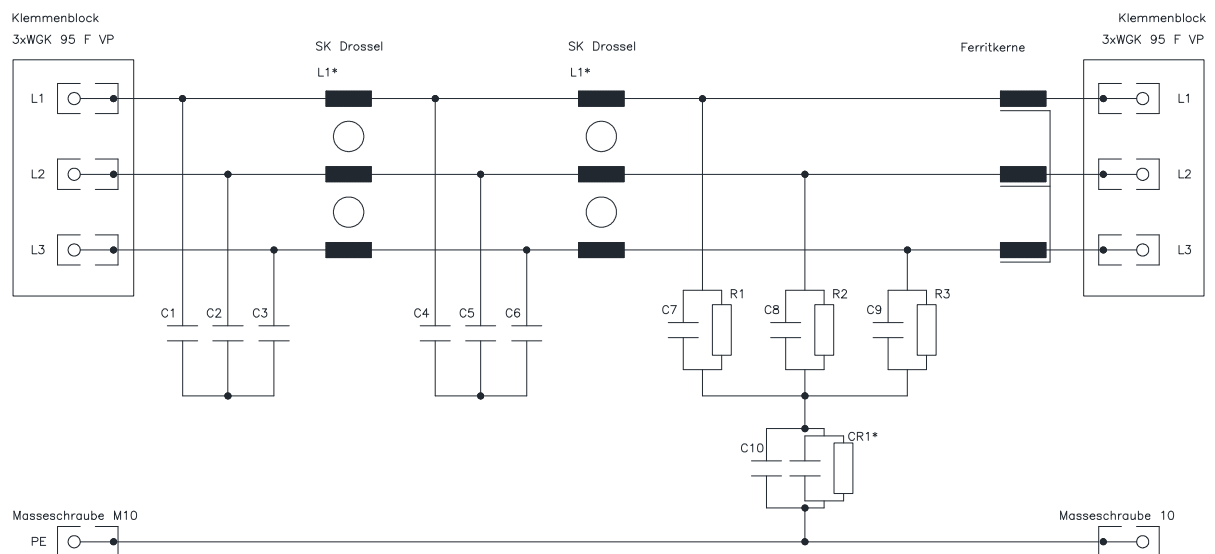 Klemmenblock
3xWGK 95 F VP
Klemmenblock
3xWGK 95 F VP
SK Drossel
SK Drossel
Ferritkerne
L1*
L1*
L1
L1
L2
L2
L3
L3
C1
C2
C3
C4
C5
C6
C7
R1
C8
R2
C9
R3
C10
CR1*
Masseschraube M10
Masseschraube 10
PE